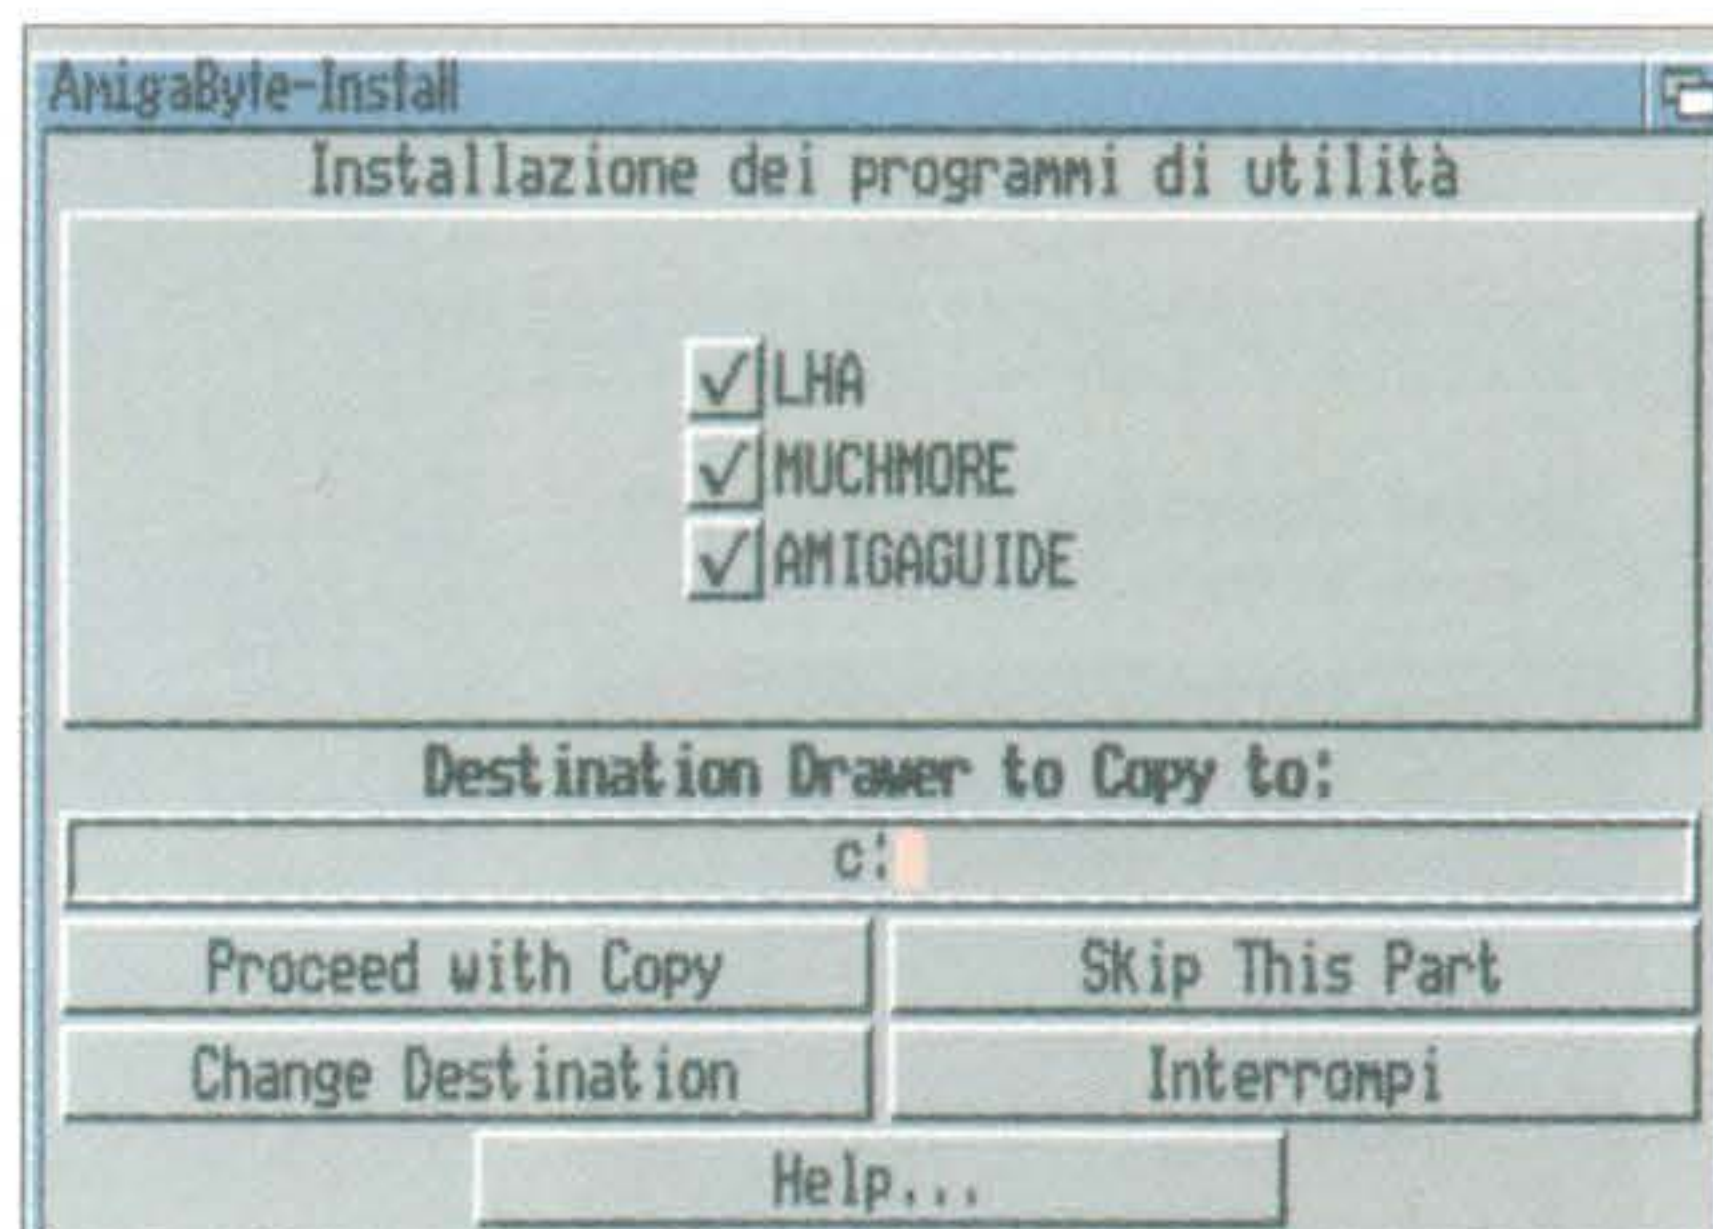 AmigaByte-Install
Installazione dei programmi di utilità
LHA
MUCHMORE
AMIGAGUIDE
Destination Drawer to Copy to:
c:
Proceed with Copy
Skip This Part
Change Destination
Interrompi
Help...